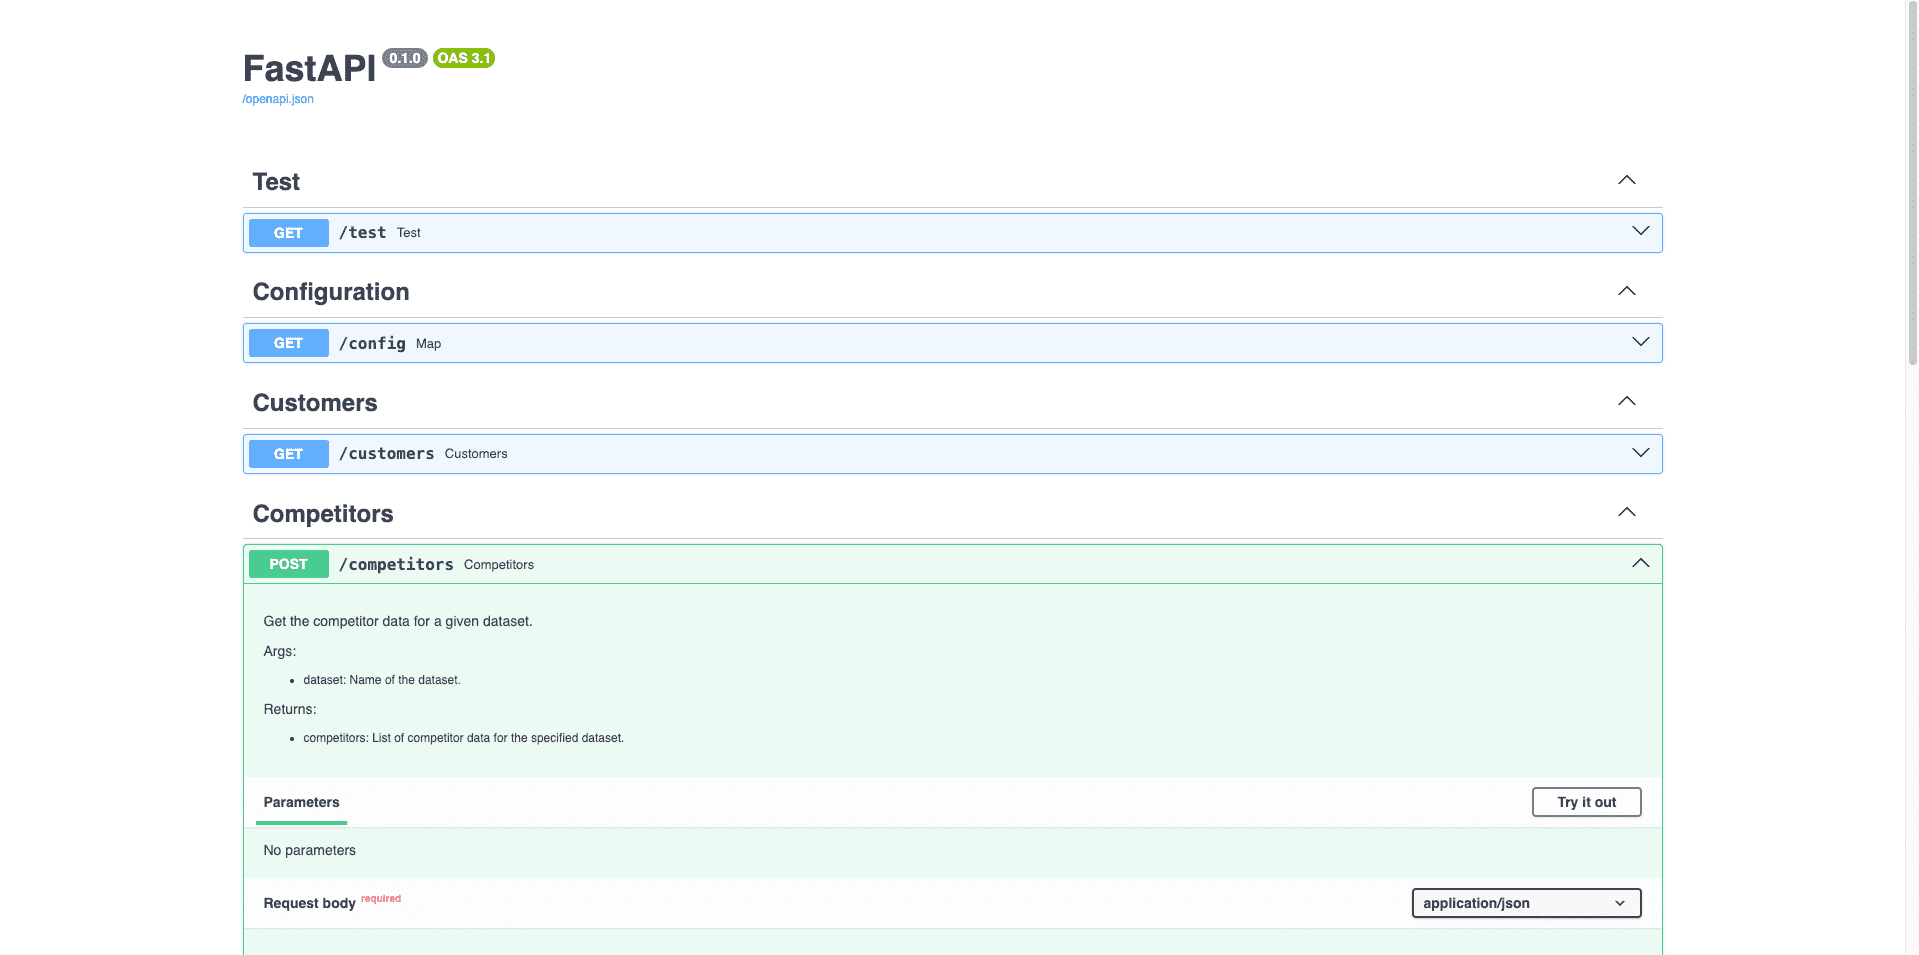 FastAPI 0.1.0 OAS 3.1
/openapi.json
Test
GET /test Test
Configuration
GET /config Map
Customers
GET /customers Customers
Competitors
POST /competitors Competitors
Get the competitor data for a given dataset.
Args:
• dataset: Name of the dataset.
Returns:
• competitors: List of competitor data for the specified dataset.
Parameters Try it out
No parameters
Request body required application/json